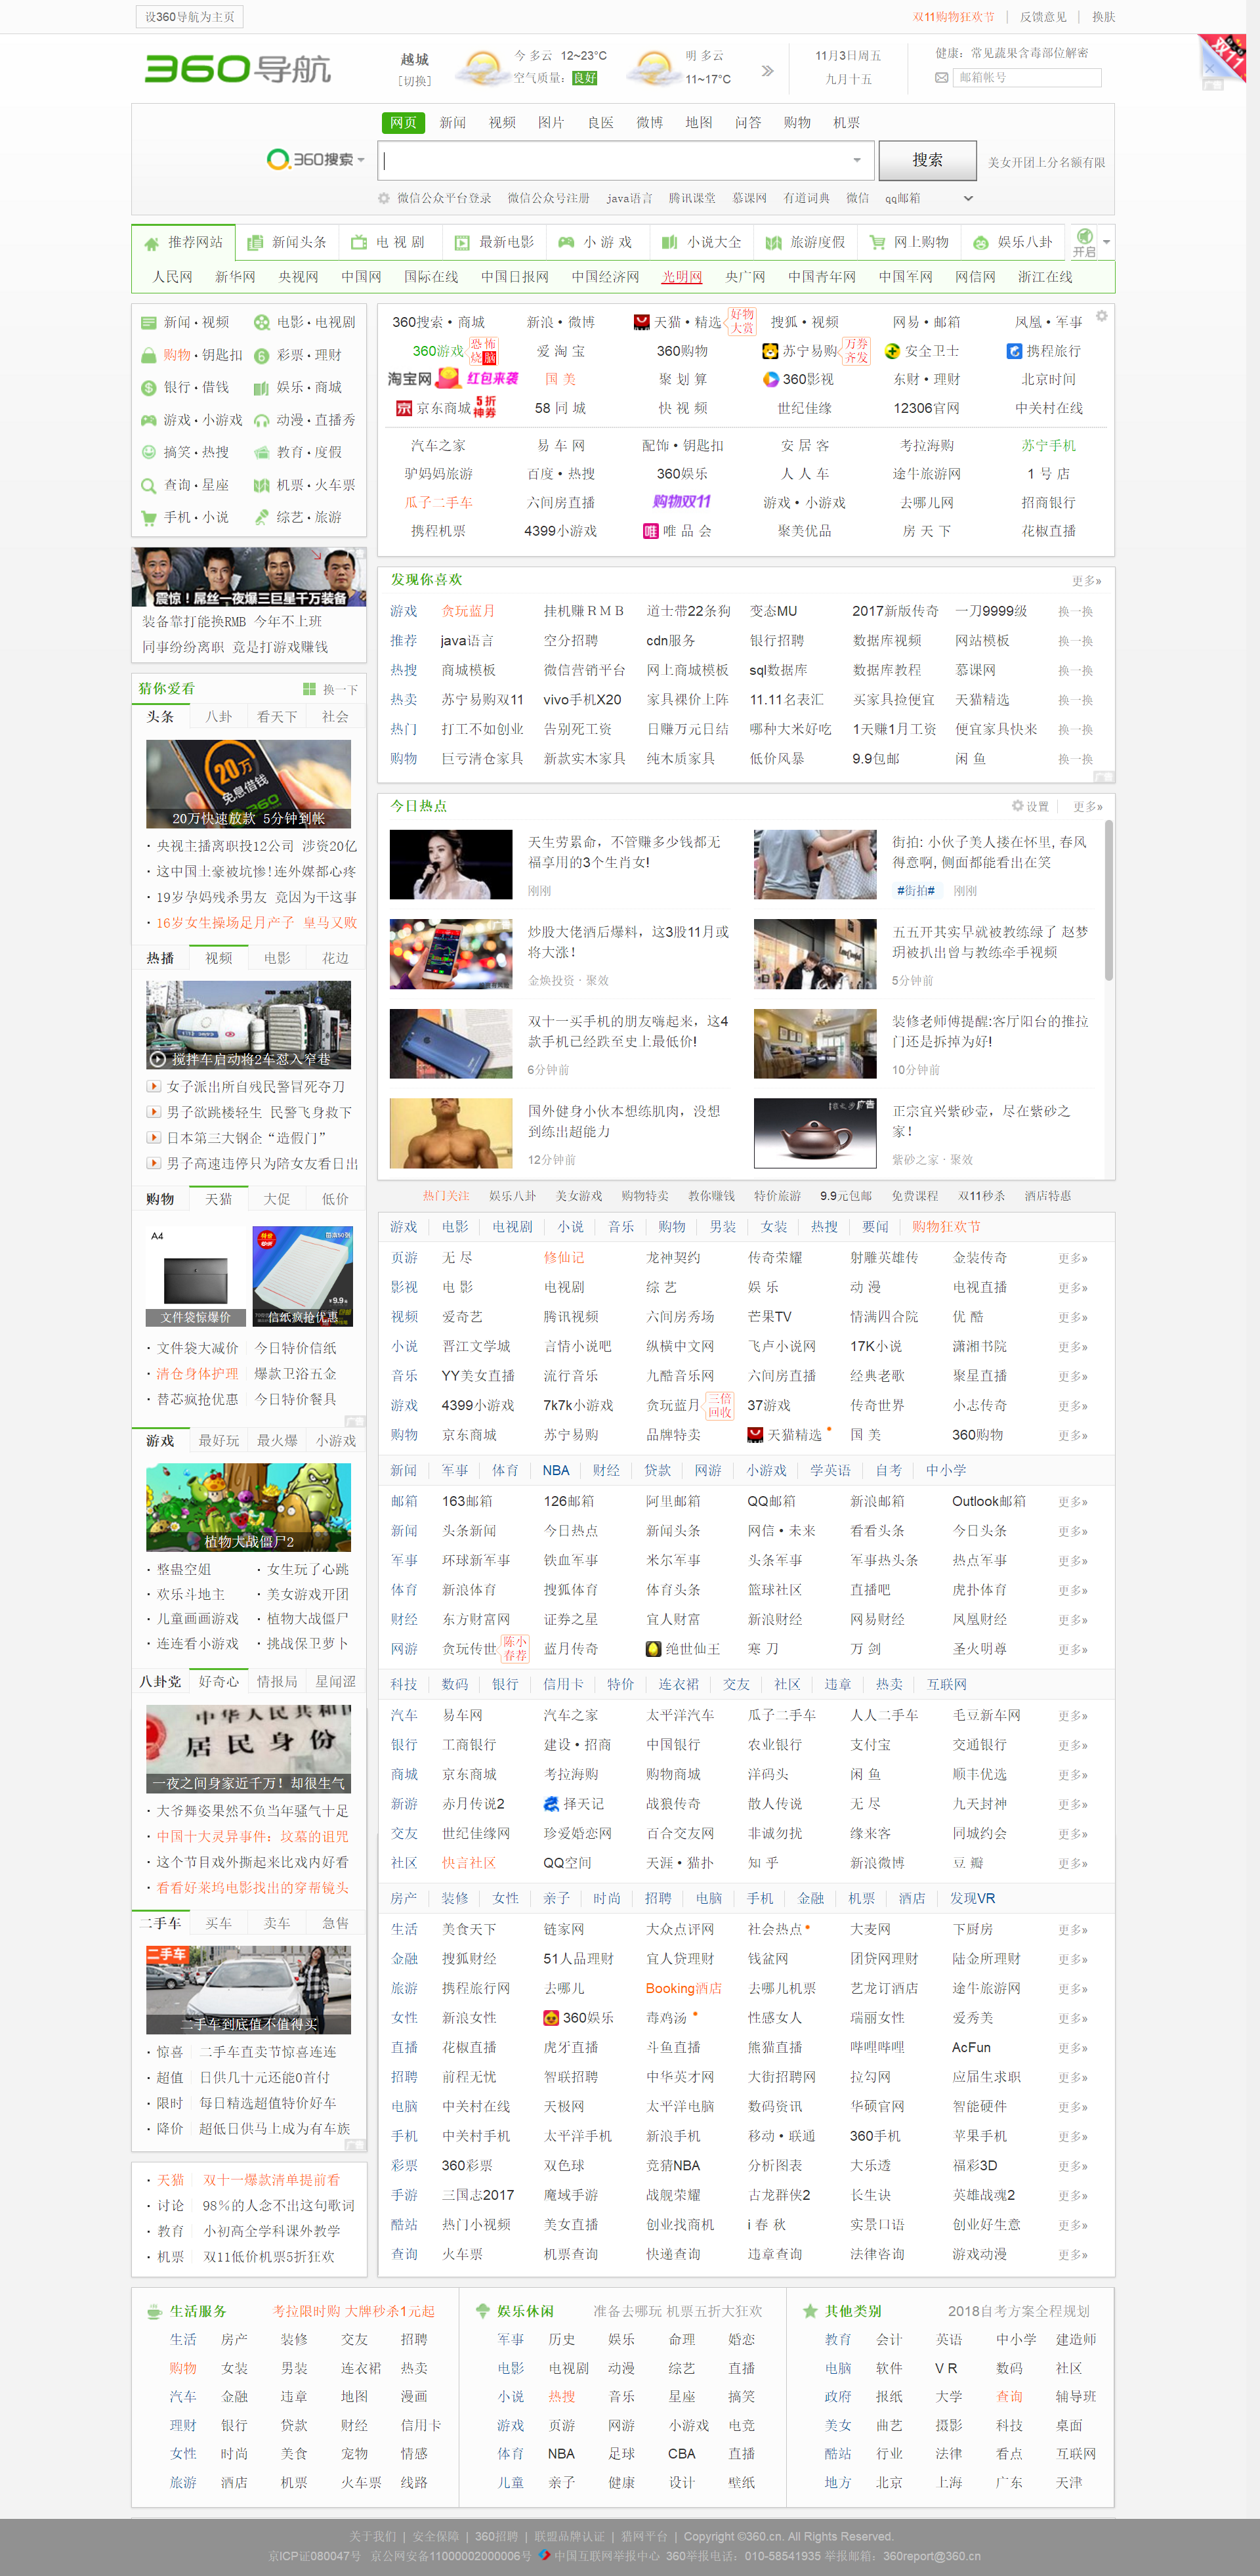 设360导航为主页 双11购物狂欢节 反馈意见 换肤
360导航 越城 [切换] 今 多云 12~23°C 空气质量: 良好 明 多云 11~17°C 11月3日周五 九月十五 健康: 常见蔬果含毒部位解密 邮箱帐号 双11
网页 新闻 视频 图片 良医 微博 地图 问答 购物 机票
360搜索 搜索 美女开团上分名额有限
微信公众平台登录 微信公众号注册 java语言 腾讯课堂 慕课网 有道词典 微信 qq邮箱
推荐网站 新闻头条 电 视 剧 最新电影 小 游 戏 小说大全 旅游度假 网上购物 娱乐八卦 开启
人民网 新华网 央视网 中国网 国际在线 中国日报网 中国经济网 光明网 央广网 中国青年网 中国军网 网信网 浙江在线
新闻 • 视频 电影 • 电视剧
购物 • 钥匙扣 彩票 • 理财
银行 • 借钱 娱乐 • 商城
游戏 • 小游戏 动漫 • 直播秀
搞笑 • 热搜 教育 • 度假
查询 • 星座 机票 • 火车票
手机 • 小说 综艺 • 旅游
震惊！屌丝一夜爆三巨星千万装备
装备靠打能换RMB 今年不上班
同事纷纷离职 竟是打游戏赚钱
猜你爱看 换一下
头条 八卦 看天下 社会
20万 免息借钱 360
20万快速放款 5分钟到帐
央视主播离职投12公司 涉资20亿
这中国土豪被坑惨!连外媒都心疼
19岁孕妈残杀男友 竟因为干这事
16岁女生操场足月产子 皇马又败
热播 视频 电影 花边
搅拌车启动将2车怼入窄巷
女子派出所自残民警冒死夺刀
男子欲跳楼轻生 民警飞身救下
日本第三大钢企“造假门”
男子高速违停只为陪女友看日出
购物 天猫 大促 低价
A4 文件袋惊爆价 信纸疯抢优惠
文件袋大减价 今日特价信纸
清仓身体护理 爆款卫浴五金
替芯疯抢优惠 今日特价餐具
游戏 最好玩 最火爆 小游戏
植物大战僵尸2
整蛊空姐 女生玩了心跳
欢乐斗地主 美女游戏开团
儿童画画游戏 植物大战僵尸
连连看小游戏 挑战保卫萝卜
八卦党 好奇心 情报局 星闻涩
中华人民共和国 居民身份
一夜之间身家近千万! 却很生气
大爷舞姿果然不负当年骚气十足
中国十大灵异事件: 坟墓的诅咒
这个节目戏外撕起来比戏内好看
看看好莱坞电影找出的穿帮镜头
二手车 买车 卖车 急售
二手车
二手车到底值不值得买
惊喜 二手车直卖节惊喜连连
超值 日供几十元还能0首付
限时 每日精选超值特价好车
降价 超低日供马上成为有车族
天猫 双十一爆款清单提前看
讨论 98%的人念不出这句歌词
教育 小初高全学科课外教学
机票 双11低价机票5折狂欢
360搜索 • 商城 新浪 • 微博 天猫 • 精选 好物大赏 搜狐 • 视频 网易 • 邮箱 凤凰 • 军事
360游戏 恐怖烧脑 爱 淘 宝 360购物 苏宁易购 万券齐发 安全卫士 携程旅行
淘宝网 红包来袭 国 美 聚 划 算 360影视 东财 • 理财 北京时间
京东商城 5折神券 58 同 城 快 视 频 世纪佳缘 12306官网 中关村在线
汽车之家 易 车 网 配饰 • 钥匙扣 安 居 客 考拉海购 苏宁手机
驴妈妈旅游 百度 • 热搜 360娱乐 人 人 车 途牛旅游网 1 号 店
瓜子二手车 六间房直播 购物双11 游戏 • 小游戏 去哪儿网 招商银行
携程机票 4399小游戏 唯 品 会 聚美优品 房 天 下 花椒直播
发现你喜欢 更多»
游戏 贪玩蓝月 挂机赚ＲＭＢ 道士带22条狗 变态MU 2017新版传奇 一刀9999级 换一换
推荐 java语言 空分招聘 cdn服务 银行招聘 数据库视频 网站模板 换一换
热搜 商城模板 微信营销平台 网上商城模板 sql数据库 数据库教程 慕课网 换一换
热卖 苏宁易购双11 vivo手机X20 家具裸价上阵 11.11名表汇 买家具捡便宜 天猫精选 换一换
热门 打工不如创业 告别死工资 日赚万元日结 哪种大米好吃 1天赚1月工资 便宜家具快来 换一换
购物 巨亏清仓家具 新款实木家具 纯木质家具 低价风暴 9.9包邮 闲 鱼 换一换
今日热点 设置 更多»
天生劳累命, 不管赚多少钱都无福享用的3个生肖女!
刚刚
街拍: 小伙子美人搂在怀里, 春风得意啊, 侧面都能看出在笑
#街拍# 刚刚
炒股大佬酒后爆料, 这3股11月或将大涨!
金焕投资 · 聚效
五五开其实早就被教练绿了 赵梦玥被扒出曾与教练牵手视频
5分钟前
双十一买手机的朋友嗨起来, 这4款手机已经跌至史上最低价!
6分钟前
装修老师傅提醒:客厅阳台的推拉门还是拆掉为好!
10分钟前
国外健身小伙本想练肌肉, 没想到练出超能力
12分钟前
广告
正宗宜兴紫砂壶, 尽在紫砂之家!
紫砂之家 · 聚效
热门关注 娱乐八卦 美女游戏 购物特卖 教你赚钱 特价旅游 9.9元包邮 免费课程 双11秒杀 酒店特惠
游戏 电影 电视剧 小说 音乐 购物 男装 女装 热搜 要闻 购物狂欢节
页游 无 尽 修仙记 龙神契约 传奇荣耀 射雕英雄传 金装传奇 更多»
影视 电 影 电视剧 综 艺 娱 乐 动 漫 电视直播 更多»
视频 爱奇艺 腾讯视频 六间房秀场 芒果TV 情满四合院 优 酷 更多»
小说 晋江文学城 言情小说吧 纵横中文网 飞卢小说网 17K小说 潇湘书院 更多»
音乐 YY美女直播 流行音乐 九酷音乐网 六间房直播 经典老歌 聚星直播 更多»
游戏 4399小游戏 7k7k小游戏 贪玩蓝月 三倍回收 37游戏 传奇世界 小志传奇 更多»
购物 京东商城 苏宁易购 品牌特卖 天猫精选 国 美 360购物 更多»
新闻 军事 体育 NBA 财经 贷款 网游 小游戏 学英语 自考 中小学
邮箱 163邮箱 126邮箱 阿里邮箱 QQ邮箱 新浪邮箱 Outlook邮箱 更多»
新闻 头条新闻 今日热点 新闻头条 网信 • 未来 看看头条 今日头条 更多»
军事 环球新军事 铁血军事 米尔军事 头条军事 军事热头条 热点军事 更多»
体育 新浪体育 搜狐体育 体育头条 篮球社区 直播吧 虎扑体育 更多»
财经 东方财富网 证券之星 宜人财富 新浪财经 网易财经 凤凰财经 更多»
网游 贪玩传世 陈小春荐 蓝月传奇 绝世仙王 寒 刀 万 剑 圣火明尊 更多»
科技 数码 银行 信用卡 特价 连衣裙 交友 社区 违章 热卖 互联网
汽车 易车网 汽车之家 太平洋汽车 瓜子二手车 人人二手车 毛豆新车网 更多»
银行 工商银行 建设 • 招商 中国银行 农业银行 支付宝 交通银行 更多»
商城 京东商城 考拉海购 购物商城 洋码头 闲 鱼 顺丰优选 更多»
新游 赤月传说2 择天记 战狼传奇 散人传说 无 尽 九天封神 更多»
交友 世纪佳缘网 珍爱婚恋网 百合交友网 非诚勿扰 缘来客 同城约会 更多»
社区 快言社区 QQ空间 天涯 • 猫扑 知 乎 新浪微博 豆 瓣 更多»
房产 装修 女性 亲子 时尚 招聘 电脑 手机 金融 机票 酒店 发现VR
生活 美食天下 链家网 大众点评网 社会热点 大麦网 下厨房 更多»
金融 搜狐财经 51人品理财 宜人贷理财 钱盆网 团贷网理财 陆金所理财 更多»
旅游 携程旅行网 去哪儿 Booking酒店 去哪儿机票 艺龙订酒店 途牛旅游网 更多»
女性 新浪女性 360娱乐 毒鸡汤 性感女人 瑞丽女性 爱秀美 更多»
直播 花椒直播 虎牙直播 斗鱼直播 熊猫直播 哔哩哔哩 AcFun 更多»
招聘 前程无忧 智联招聘 中华英才网 大街招聘网 拉勾网 应届生求职 更多»
电脑 中关村在线 天极网 太平洋电脑 数码资讯 华硕官网 智能硬件 更多»
手机 中关村手机 太平洋手机 新浪手机 移动 • 联通 360手机 苹果手机 更多»
彩票 360彩票 双色球 竞猜NBA 分析图表 大乐透 福彩3D 更多»
手游 三国志2017 魔域手游 战舰荣耀 古龙群侠2 长生诀 英雄战魂2 更多»
酷站 热门小视频 美女直播 创业找商机 i 春 秋 实景口语 创业好生意 更多»
查询 火车票 机票查询 快递查询 违章查询 法律咨询 游戏动漫 更多»
生活服务 考拉限时购 大牌秒杀1元起 娱乐休闲 准备去哪玩 机票五折大狂欢 其他类别 2018自考方案全程规划
生活 房产 装修 交友 招聘 军事 历史 娱乐 命理 婚恋 教育 会计 英语 中小学 建造师
购物 女装 男装 连衣裙 热卖 电影 电视剧 动漫 综艺 直播 电脑 软件 V R 数码 社区
汽车 金融 违章 地图 漫画 小说 热搜 音乐 星座 搞笑 政府 报纸 大学 查询 辅导班
理财 银行 贷款 财经 信用卡 游戏 页游 网游 小游戏 电竞 美女 曲艺 摄影 科技 桌面
女性 时尚 美食 宠物 情感 体育 NBA 足球 CBA 直播 酷站 行业 法律 看点 互联网
旅游 酒店 机票 火车票 线路 儿童 亲子 健康 设计 壁纸 地方 北京 上海 广东 天津
关于我们 | 安全保障 | 360招聘 | 联盟品牌认证 | 猎网平台 | Copyright ©360.cn. All Rights Reserved.
京ICP证080047号 京公网安备11000002000006号 中国互联网举报中心 360举报电话: 010-58541935 举报邮箱: 360report@360.cn